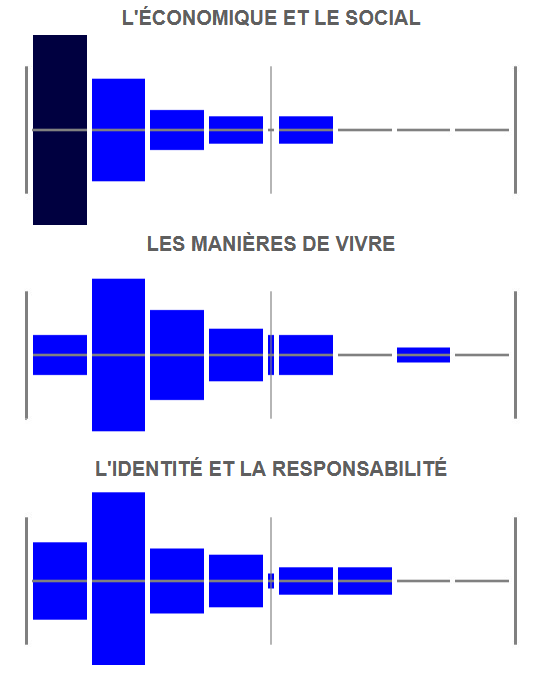 L'ÉCONOMIQUE ET LE SOCIAL
LES MANIÈRES DE VIVRE
L'IDENTITÉ ET LA RESPONSABILITÉ